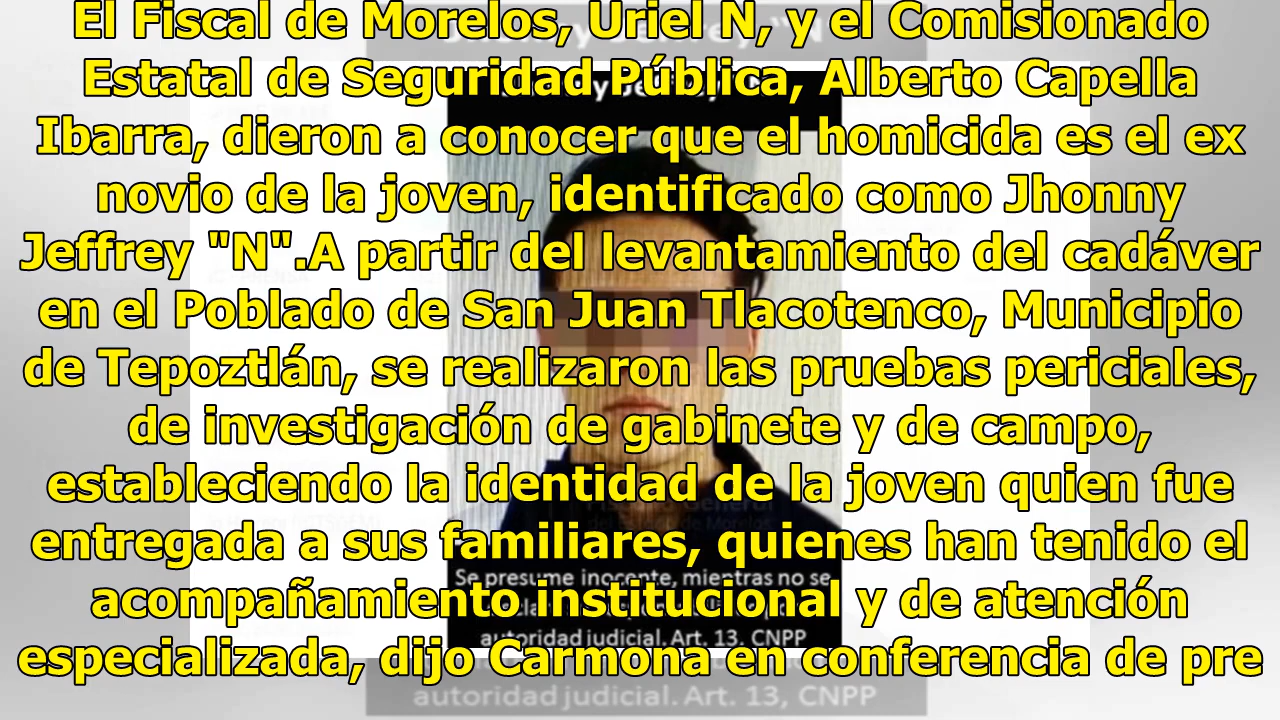 El Fiscal de Morelos, Uriel N, y el Comisionado
Estatal de Seguridad Pública, Alberto Capella
Ibarra, dieron a conocer que el homicida es el ex
novio de la joven, identificado como Jhonny
Jeffrey "N".A partir del levantamiento del cadáver
en el Poblado de San Juan Tlacotenco, Municipio
de Tepoztlán, se realizaron las pruebas periciales,
de investigación de gabinete y de campo,
estableciendo la identidad de la joven quien fue
entregada a sus familiares, quienes han tenido el
Se presume inocente, mientras no se
acompañamiento institucional y de atención
autoridad judicial. Art. 13, CNPP
especializada, dijo Carmona en conferencia de pre
autoridad judicial. Art. 13, CNPP